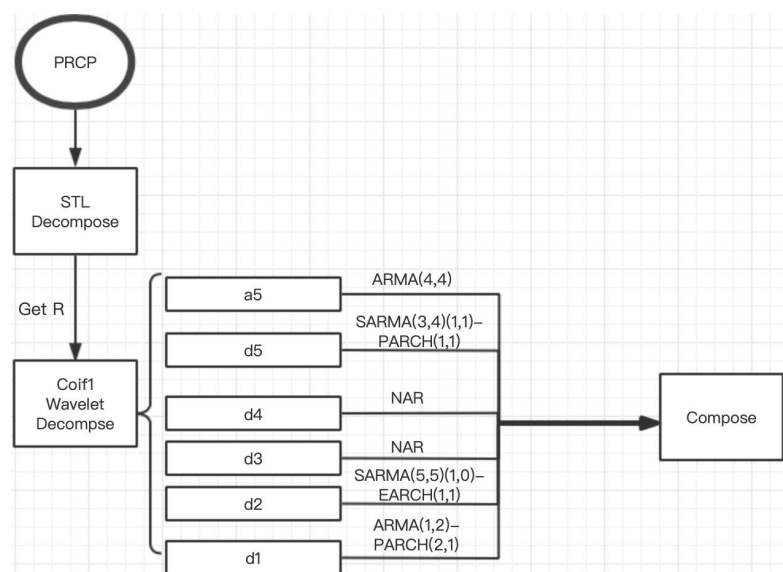 PRCP
STL
Decompose
Get R
Coif1
Wavelet
Decompse
a5
ARMA(4,4)
d5
SARMA(3,4)(1,1)–
PARCH(1,1)
d4
NAR
d3
NAR
d2
SARMA(5,5)(1,0)–
EARCH(1,1)
d1
ARMA(1,2)–
PARCH(2,1)
Compose